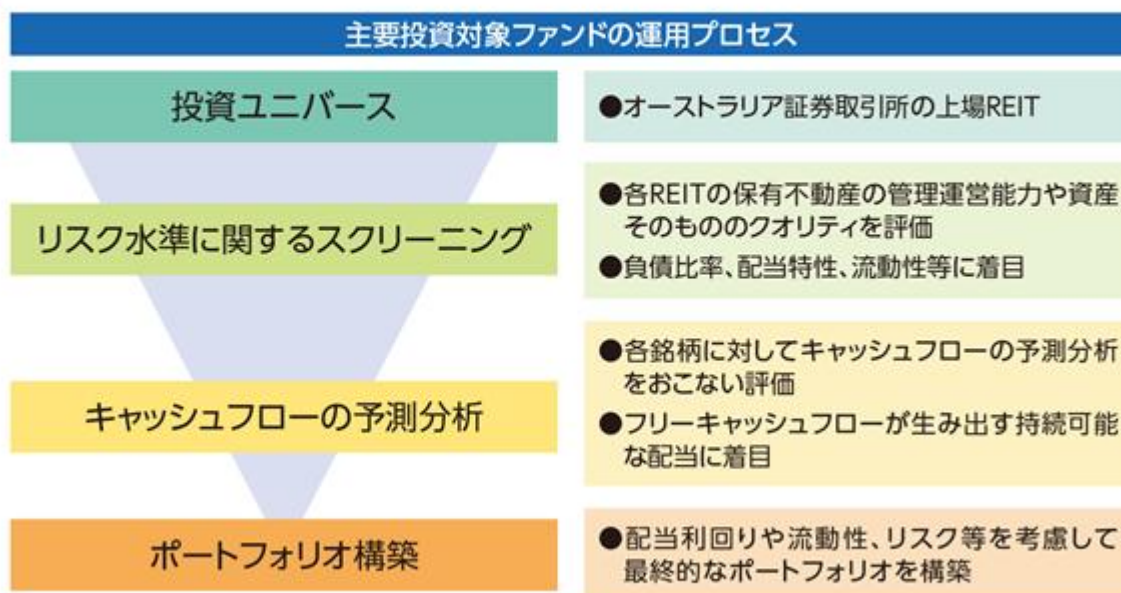 主要投資対象ファンドの運用プロセス
投資ユニバース
●オーストラリア証券取引所の上場REIT
リスク水準に関するスクリーニング
●各REITの保有不動産の管理運営能力や資産
そのもののクオリティを評価
●負債比率、配当特性、流動性等に着目
キャッシュフローの予測分析
●各銘柄に対してキャッシュフローの予測分析
をおこない評価
●フリーキャッシュフローが生み出す持続可能
な配当に着目
ポートフォリオ構築
●配当利回りや流動性、リスク等を考慮して
最終的なポートフォリオを構築